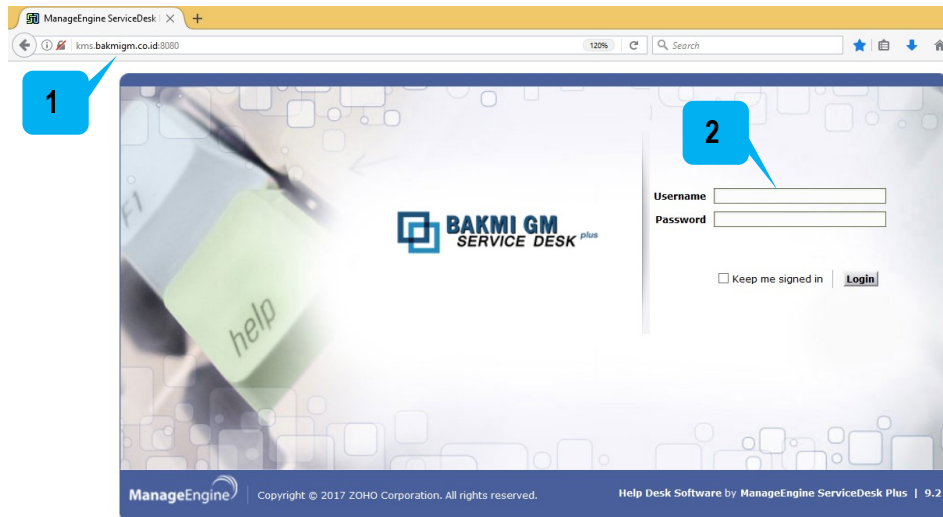 ManageEngine ServiceDesk
kms.bakmigm.co.id:8080
120%
Search
1
2
F1
help
BAKMI GM
SERVICE DESK plus
Username
Password
Keep me signed in
Login
ManageEngine
Copyright © 2017 ZOHO Corporation. All rights reserved.
Help Desk Software by ManageEngine ServiceDesk Plus | 9.2